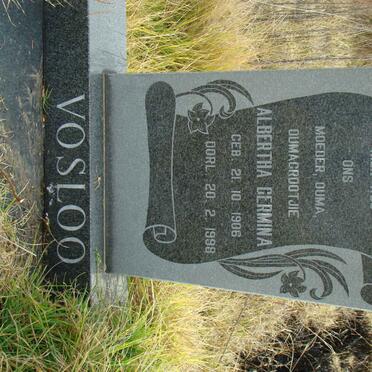 ONS
MOEDER, OUMA,
OUMAGROOTJIE
ALBERTHA GERMINA
GEB. 21. 10. 1906
OORL. 20. 2. 1998
VOSLOO